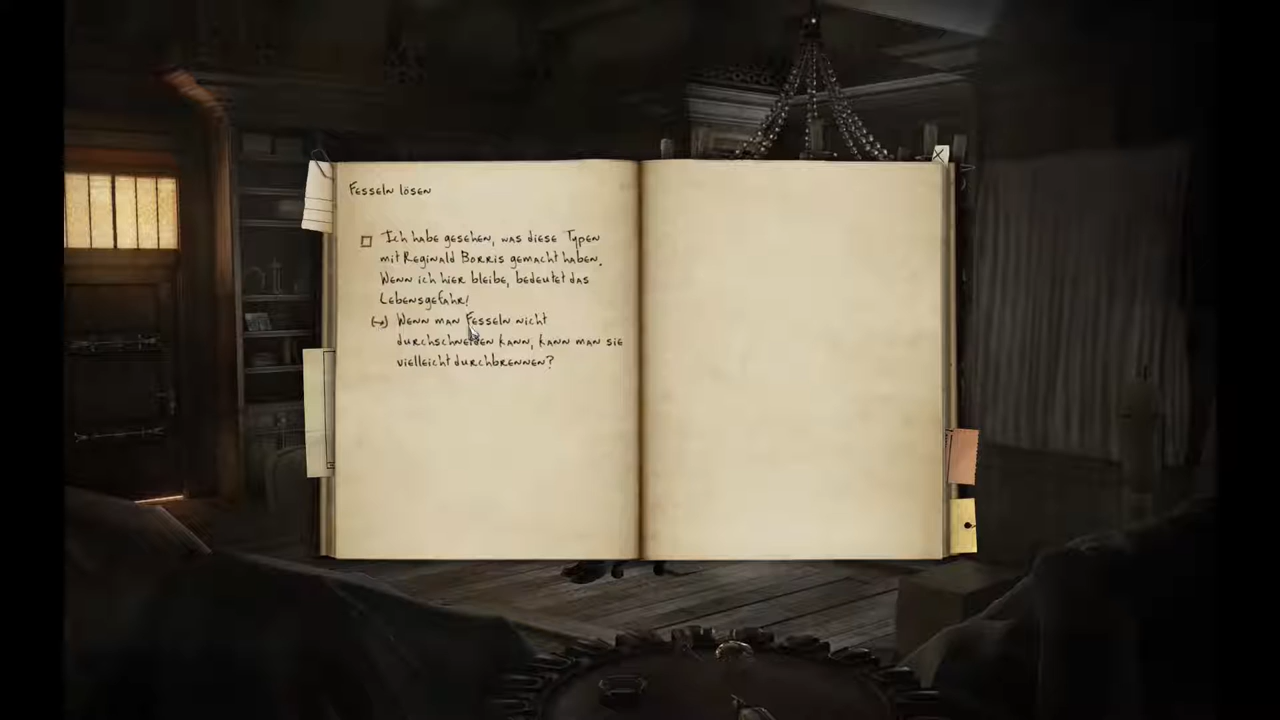 Fesseln lösen
Ich habe gesehen, was diese Typen
mit Reginald Borris gemacht haben.
Wenn ich hier bleibe, bedeutet das
Lebensgefahr!
Wenn man Fesseln nicht
durchschneiden kann, kann man sie
vielleicht durchbrennen?